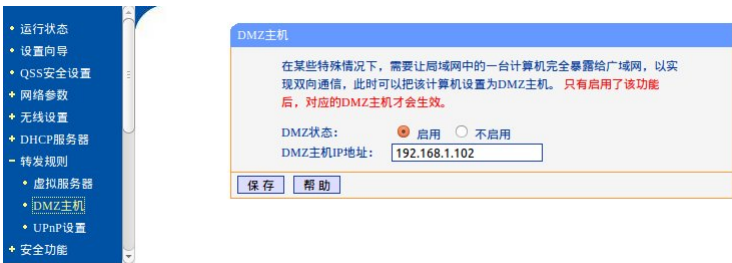 运行状态
设置向导
QSS安全设置
网络参数
无线设置
DHCP服务器
转发规则
虚拟服务器
DMZ主机
UPnP设置
安全功能
DMZ主机
在某些特殊情况下，需要让局域网中的一台计算机完全暴露给广域网，以实
现双向通信，此时可以把该计算机设置为DMZ主机。 只有启用了该功能
后，对应的DMZ主机才会生效。
DMZ状态： 启用 不启用
DMZ主机IP地址： 192.168.1.102
保存 帮助